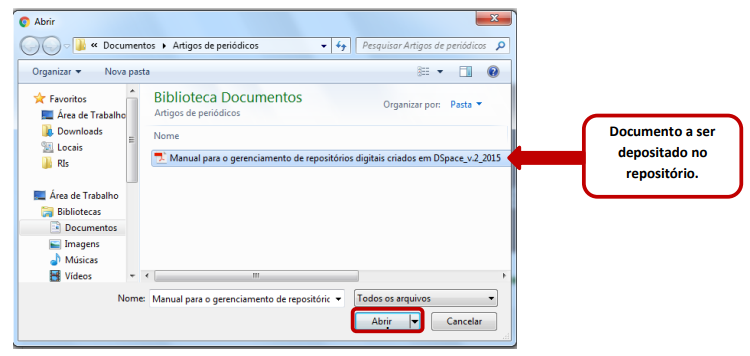 Abrir
« Documentos Artigos de periódicos
Pesquisar Artigos de periódicos
Organizar Nova pasta
Favoritos
Área de Trabalho
Downloads
Locais
RIs
Área de Trabalho
Bibliotecas
Documentos
Imagens
Músicas
Vídeos
Biblioteca Documentos
Artigos de periódicos
Organizar por: Pasta
Nome
Manual para o gerenciamento de repositórios digitais criados em DSpace_v.2_2015
Nome: Manual para o gerenciamento de repositóric
Todos os arquivos
Abrir Cancelar
Documento a ser
depositado no
repositório.